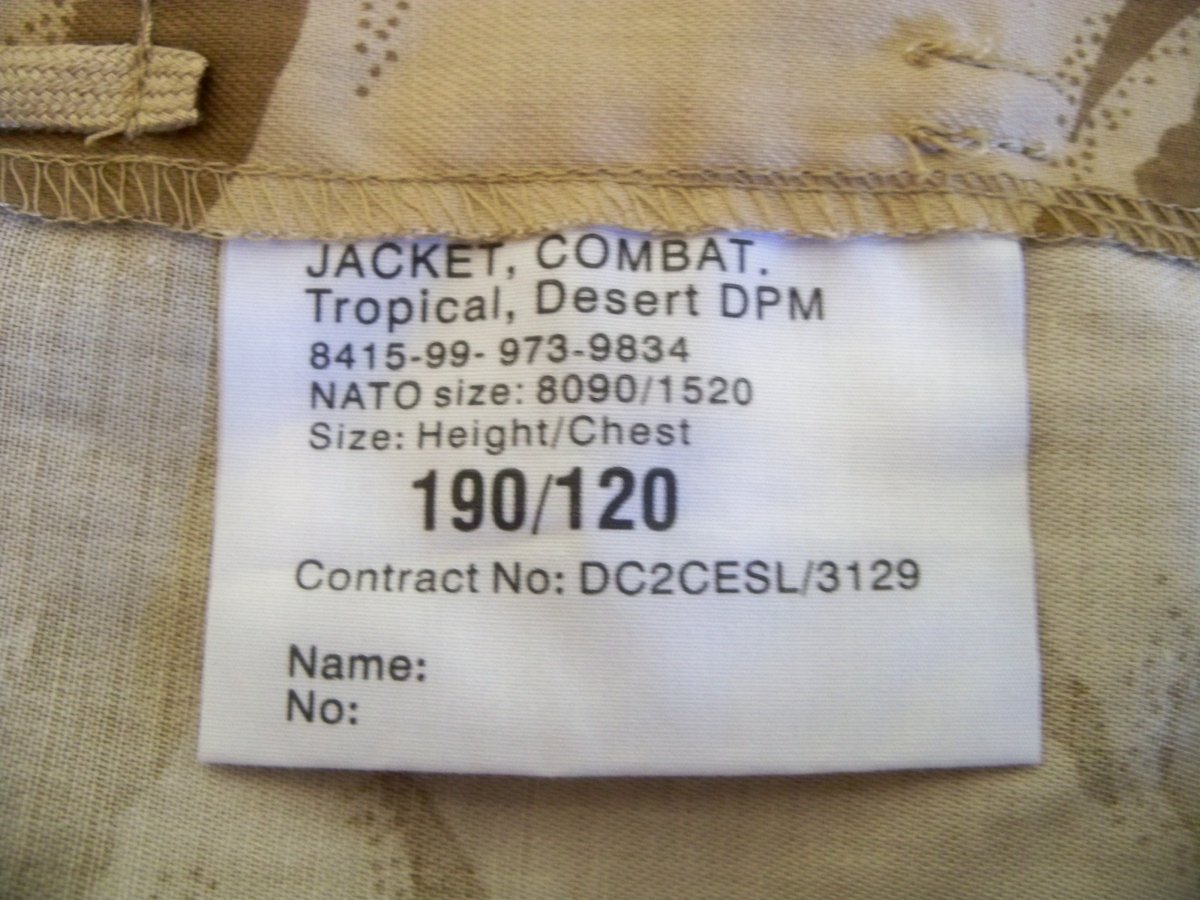 JACKET, COMBAT.
Tropical, Desert DPM
8415-99- 973-9834
NATO size: 8090/1520
Size: Height/Chest
190/120
Contract No: DC2CESL/3129
Name:
No: